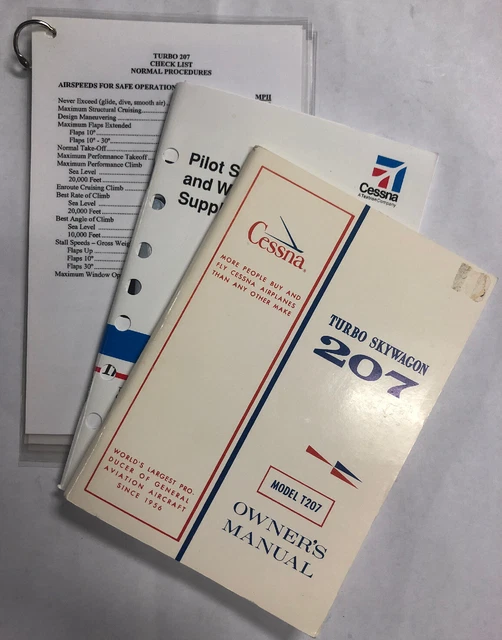 TURBO 207
CHECK LIST
NORMAL PROCEDURES
AIRSPEEDS FOR SAFE OPERATION
MPH
Never Exceed (glide, dive, smooth air)
Maximum Structural Cruising
Design Maneuvering
Maximum Flaps Extended
Flaps 10°
Flaps 10° - 30°
Normal Take-Off
Maximum Performance Takeoff
Maximum Performance Climb
Sea Level
20,000 Feet
Enroute Cruising Climb
Best Rate of Climb
Sea Level
20,000 Feet
Best Angle of Climb
Sea Level
10,000 Feet
Stall Speeds – Gross
Flaps Up
Flaps 10°
Flaps 30°
Maximum Window
Pilot
and
Cessna
A Textron Company
Cessna®
MORE PEOPLE BUY AND
FLY CESSNA AIRPLANES
THAN ANY OTHER MAKE
TURBO SKYWAGON
207
WORLD'S LARGEST PRO-
DUCER OF GENERAL
AVIATION AIRCRAFT
SINCE 1956
MODEL T207
OWNER'S
MANUAL